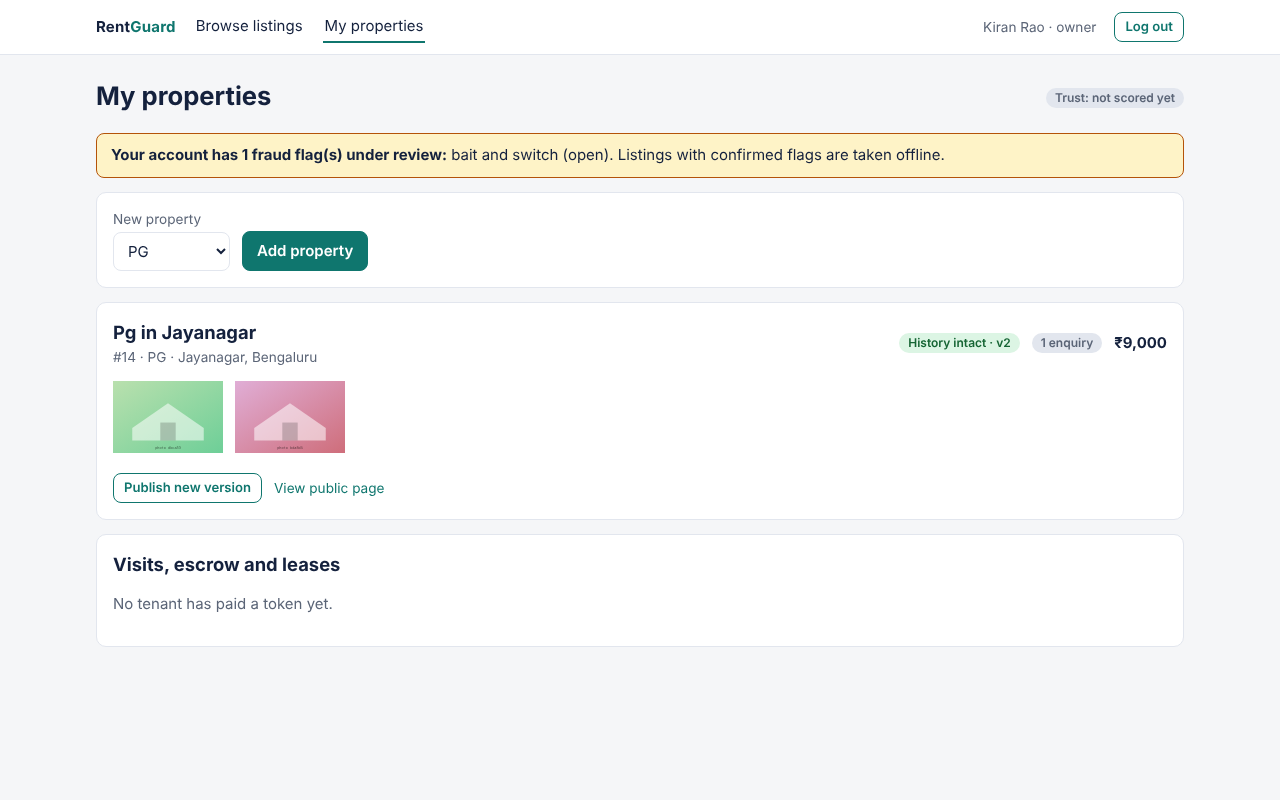 RentGuard Browse listings My properties Kiran Rao · owner Log out
My properties Trust: not scored yet
Your account has 1 fraud flag(s) under review: bait and switch (open). Listings with confirmed flags are taken offline.
New property
PG Add property
Pg in Jayanagar
#14 · PG · Jayanagar, Bengaluru
History intact · v2 1 enquiry ₹9,000
Publish new version View public page
Visits, escrow and leases
No tenant has paid a token yet.